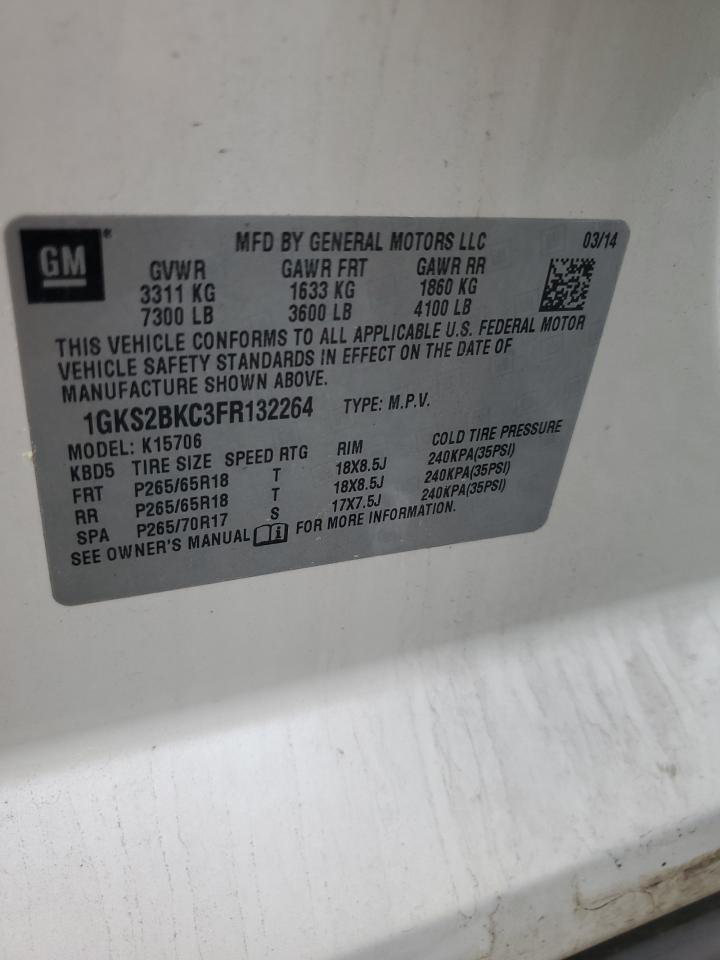 GM
MFD BY GENERAL MOTORS LLC 03/14
GVWR GAWR FRT GAWR RR
3311 KG 1633 KG 1860 KG
7300 LB 3600 LB 4100 LB
THIS VEHICLE CONFORMS TO ALL APPLICABLE U.S. FEDERAL MOTOR
VEHICLE SAFETY STANDARDS IN EFFECT ON THE DATE OF
MANUFACTURE SHOWN ABOVE.
1GKS2BKC3FR132264 TYPE: M.P.V.
MODEL: K15706
KBD5 TIRE SIZE SPEED RTG RIM COLD TIRE PRESSURE
FRT P265/65R18 T 18X8.5J 240KPA(35PSI)
RR P265/65R18 T 18X8.5J 240KPA(35PSI)
SPA P265/70R17 S 17X7.5J 240KPA(35PSI)
SEE OWNER'S MANUAL i FOR MORE INFORMATION.